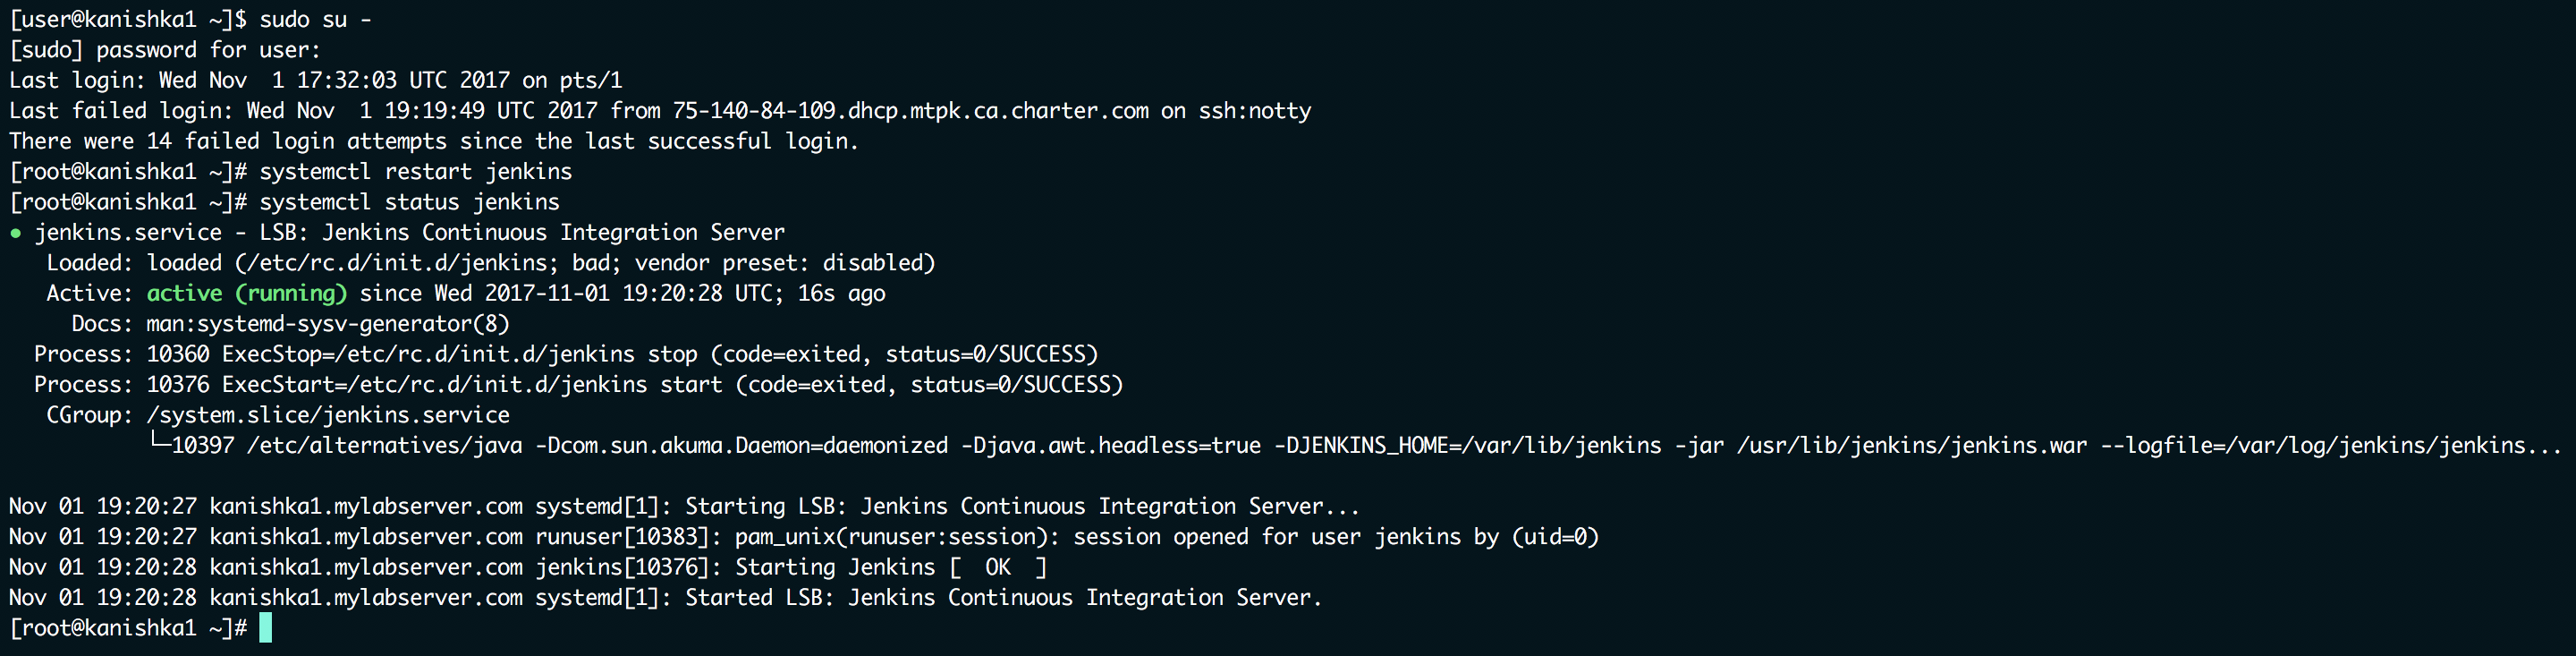 [user@kanishka1 ~]$ sudo su -
[sudo] password for user:
Last login: Wed Nov  1 17:32:03 UTC 2017 on pts/1
Last failed login: Wed Nov  1 19:19:49 UTC 2017 from 75-140-84-109.dhcp.mtpk.ca.charter.com on ssh:notty
There were 14 failed login attempts since the last successful login.
[root@kanishka1 ~]# systemctl restart jenkins
[root@kanishka1 ~]# systemctl status jenkins
● jenkins.service - LSB: Jenkins Continuous Integration Server
   Loaded: loaded (/etc/rc.d/init.d/jenkins; bad; vendor preset: disabled)
   Active: active (running) since Wed 2017-11-01 19:20:28 UTC; 16s ago
     Docs: man:systemd-sysv-generator(8)
  Process: 10360 ExecStop=/etc/rc.d/init.d/jenkins stop (code=exited, status=0/SUCCESS)
  Process: 10376 ExecStart=/etc/rc.d/init.d/jenkins start (code=exited, status=0/SUCCESS)
   CGroup: /system.slice/jenkins.service
           └─10397 /etc/alternatives/java -Dcom.sun.akuma.Daemon=daemonized -Djava.awt.headless=true -DJENKINS_HOME=/var/lib/jenkins -jar /usr/lib/jenkins/jenkins.war --logfile=/var/log/jenkins/jenkins...
Nov 01 19:20:27 kanishka1.mylabserver.com systemd[1]: Starting LSB: Jenkins Continuous Integration Server...
Nov 01 19:20:27 kanishka1.mylabserver.com runuser[10383]: pam_unix(runuser:session): session opened for user jenkins by (uid=0)
Nov 01 19:20:28 kanishka1.mylabserver.com jenkins[10376]: Starting Jenkins [  OK  ]
Nov 01 19:20:28 kanishka1.mylabserver.com systemd[1]: Started LSB: Jenkins Continuous Integration Server.
[root@kanishka1 ~]#